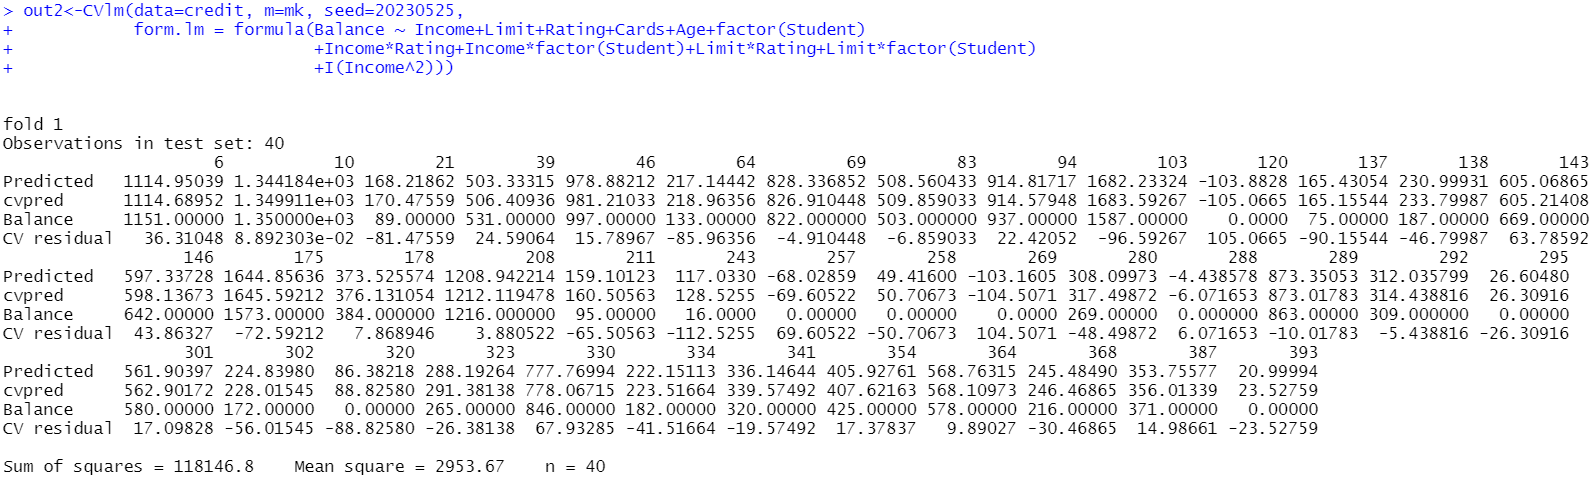 > out2<-CVlm(data=credit, m=mk, seed=20230525,
+            form.lm = formula(Balance ~ Income+Limit+Rating+Cards+Age+factor(Student)
+                              +Income*Rating+Income*factor(Student)+Limit*Rating+Limit*factor(Student)
+                              +I(Income^2)))
fold 1
Observations in test set: 40
6 10 21 39 46 64 69 83 94 103 120 137 138 143
Predicted 1114.95039 1.344184e+03 168.21862 503.33315 978.88212 217.14442 828.336852 508.560433 914.81717 1682.23324 -103.8828 165.43054 230.99931 605.06865
cvpred 1114.68952 1.349911e+03 170.47559 506.40936 981.21033 218.96356 826.910448 509.859033 914.57948 1683.59267 -105.0665 165.15544 233.79987 605.21408
Balance 1151.00000 1.350000e+03 89.00000 531.00000 997.00000 133.00000 822.000000 503.000000 937.00000 1587.00000 0.0000 75.00000 187.00000 669.00000
CV residual 36.31048 8.892303e-02 -81.47559 24.59064 15.78967 -85.96356 -4.910448 -6.859033 22.42052 -96.59267 105.0665 -90.15544 -46.79987 63.78592
146 175 178 208 211 243 257 258 269 280 288 289 292 295
Predicted 597.33728 1644.85636 373.525574 1208.942214 159.10123 117.0330 -68.02859 49.41600 -103.1605 308.09973 -4.438578 873.35053 312.035799 26.60480
cvpred 598.13673 1645.59212 376.131054 1212.119478 160.50563 128.5255 -69.60522 50.70673 -104.5071 317.49872 -6.071653 873.01783 314.438816 26.30916
Balance 642.00000 1573.00000 384.000000 1216.000000 95.00000 16.0000 0.00000 0.00000 0.0000 269.00000 0.000000 863.00000 309.000000 0.00000
CV residual 43.86327 -72.59212 7.868946 3.880522 -65.50563 -112.5255 69.60522 -50.70673 104.5071 -48.49872 6.071653 -10.01783 -5.438816 -26.30916
301 302 320 323 330 334 341 354 364 368 387 393
Predicted 561.90397 224.83980 86.38218 288.19264 777.76994 222.15113 336.14644 405.92761 568.76315 245.48490 353.75577 20.99994
cvpred 562.90172 228.01545 88.82580 291.38138 778.06715 223.51664 339.57492 407.62163 568.10973 246.46865 356.01339 23.52759
Balance 580.00000 172.00000 0.00000 265.00000 846.00000 182.00000 320.00000 425.00000 578.00000 216.00000 371.00000 0.00000
CV residual 17.09828 -56.01545 -88.82580 -26.38138 67.93285 -41.51664 -19.57492 17.37837 9.89027 -30.46865 14.98661 -23.52759
Sum of squares = 118146.8    Mean square = 2953.67    n = 40